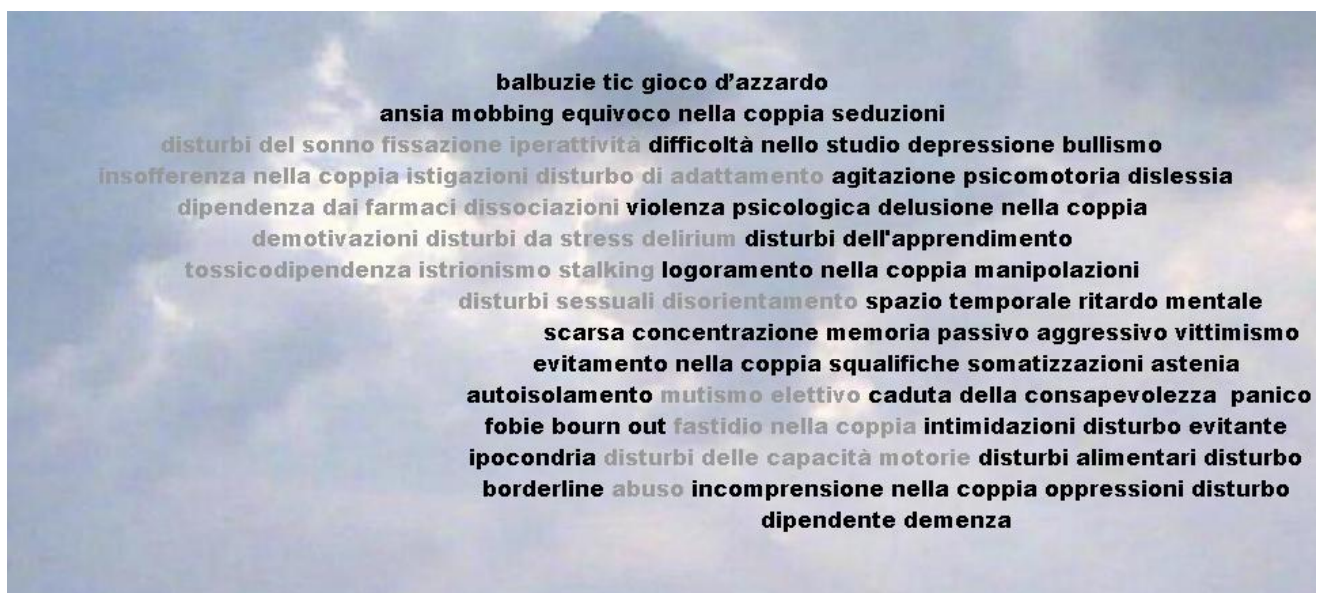 balbuzie tic gioco d’azzardo
ansia mobbing equivoco nella coppia seduzioni
disturbi del sonno fissazione iperattività difficoltà nello studio depressione bullismo
insofferenza nella coppia istigazioni disturbo di adattamento agitazione psicomotoria dislessia
dipendenza dai farmaci dissociazioni violenza psicologica delusione nella coppia
demotivazioni disturbi da stress delirium disturbi dell'apprendimento
tossicodipendenza istrionismo stalking logoramento nella coppia manipolazioni
disturbi sessuali disorientamento spazio temporale ritardo mentale
scarsa concentrazione memoria passivo aggressivo vittimismo
evitamento nella coppia squalifiche somatizzazioni astenia
autoisolamento mutismo elettivo caduta della consapevolezza panico
fobie bourn out fastidio nella coppia intimidazioni disturbo evitante
ipocondria disturbi delle capacità motorie disturbi alimentari disturbo
borderline abuso incomprensione nella coppia oppressioni disturbo
dipendente demenza